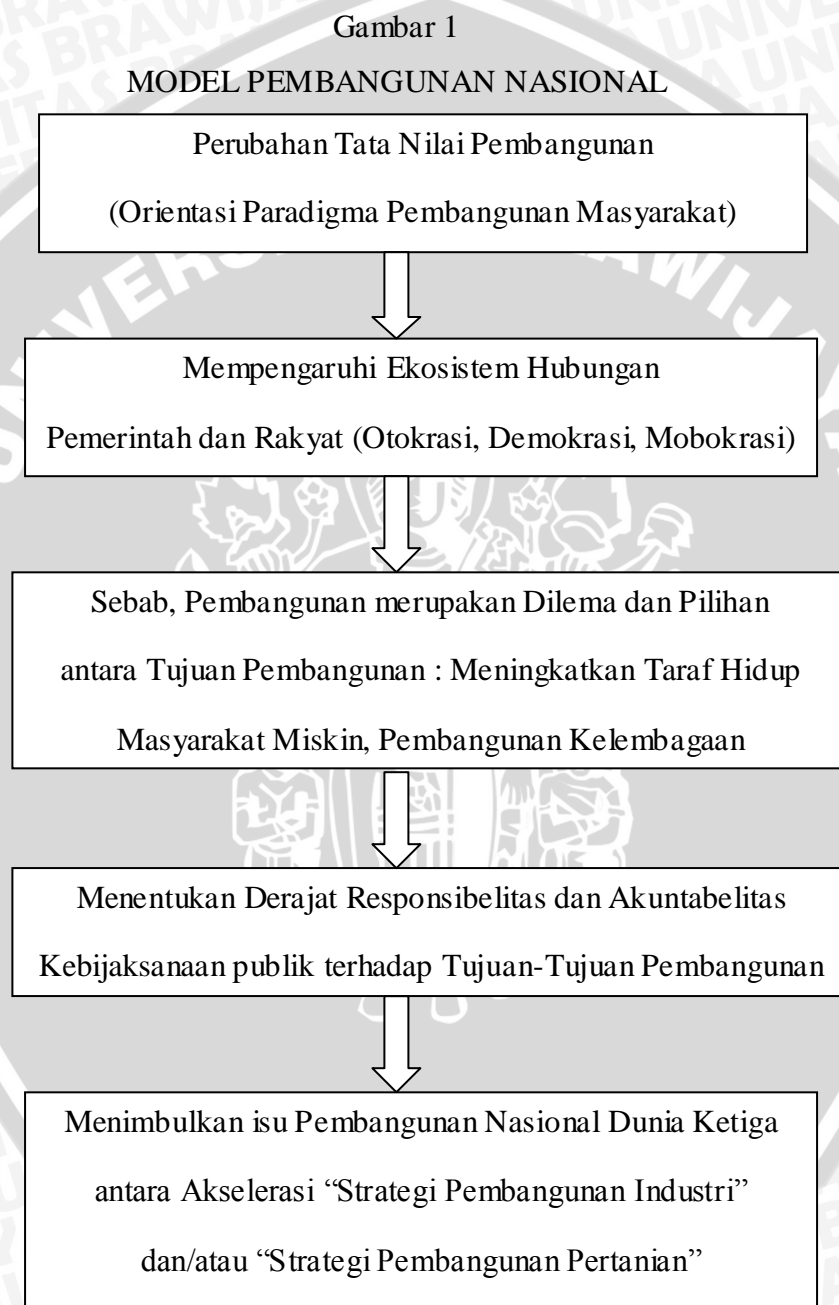 Gambar 1
MODEL PEMBANGUNAN NASIONAL
Perubahan Tata Nilai Pembangunan
(Orientasi Paradigma Pembangunan Masyarakat)
Mempengaruhi Ekosistem Hubungan
Pemerintah dan Rakyat (Otokrasi, Demokrasi, Mobokrasi)
Sebab, Pembangunan merupakan Dilema dan Pilihan
antara Tujuan Pembangunan : Meningkatkan Taraf Hidup
Masyarakat Miskin, Pembangunan Kelembagaan
Menentukan Derajat Responsibelitas dan Akuntabelitas
Kebijaksanaan publik terhadap Tujuan-Tujuan Pembangunan
Menimbulkan isu Pembangunan Nasional Dunia Ketiga
antara Akselerasi “Strategi Pembangunan Industri”
dan/atau “Strategi Pembangunan Pertanian”